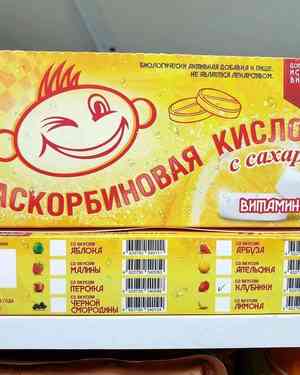 БИОЛОГИЧЕСКИ АКТИВНАЯ ДОБАВКА К ПИЩЕ.
НЕ ЯВЛЯЕТСЯ ЛЕКАРСТВОМ.
АСКОРБИНОВАЯ КИСЛО
с сахар
ВИТАМИН
СО ВКУСОМ
ЯБЛОКА
СО ВКУСОМ
МАЛИНЫ
СО ВКУСОМ
ПЕРСИКА
СО ВКУСОМ
ЧЕРНОЙ
СМОРОДИНЫ
СО ВКУСОМ
АРБУЗА
СО ВКУСОМ
АПЕЛЬСИНА
СО ВКУСОМ
КЛУБНИКИ
СО ВКУСОМ
ЛИМОНА